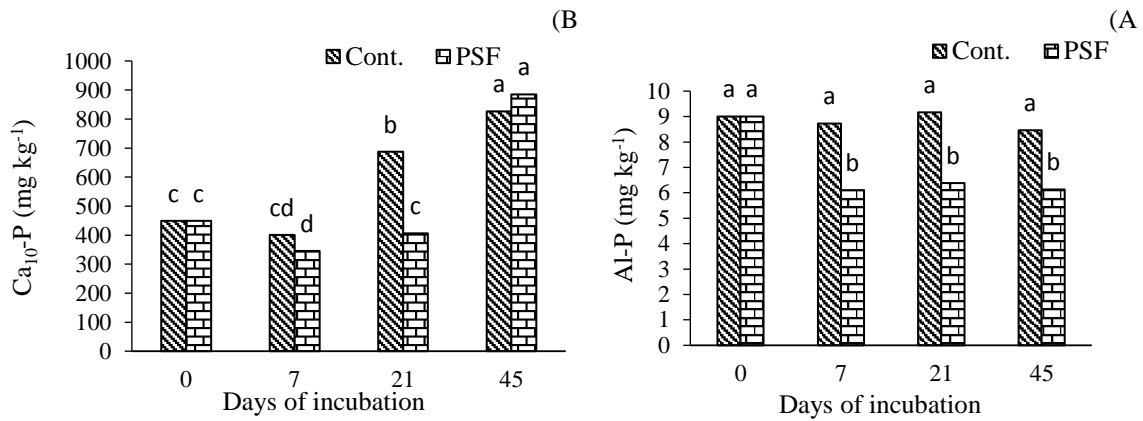 (B
Cont. PSF
1000
900
800
700
600
500
400
300
200
100
0
Ca₁₀-P (mg kg⁻¹)
c c
cd d
b c
a a
0 7 21 45
Days of incubation
(A
Cont. PSF
10
9
8
7
6
5
4
3
2
1
0
Al-P (mg kg⁻¹)
a a
a b
a b
a b
0 7 21 45
Days of incubation